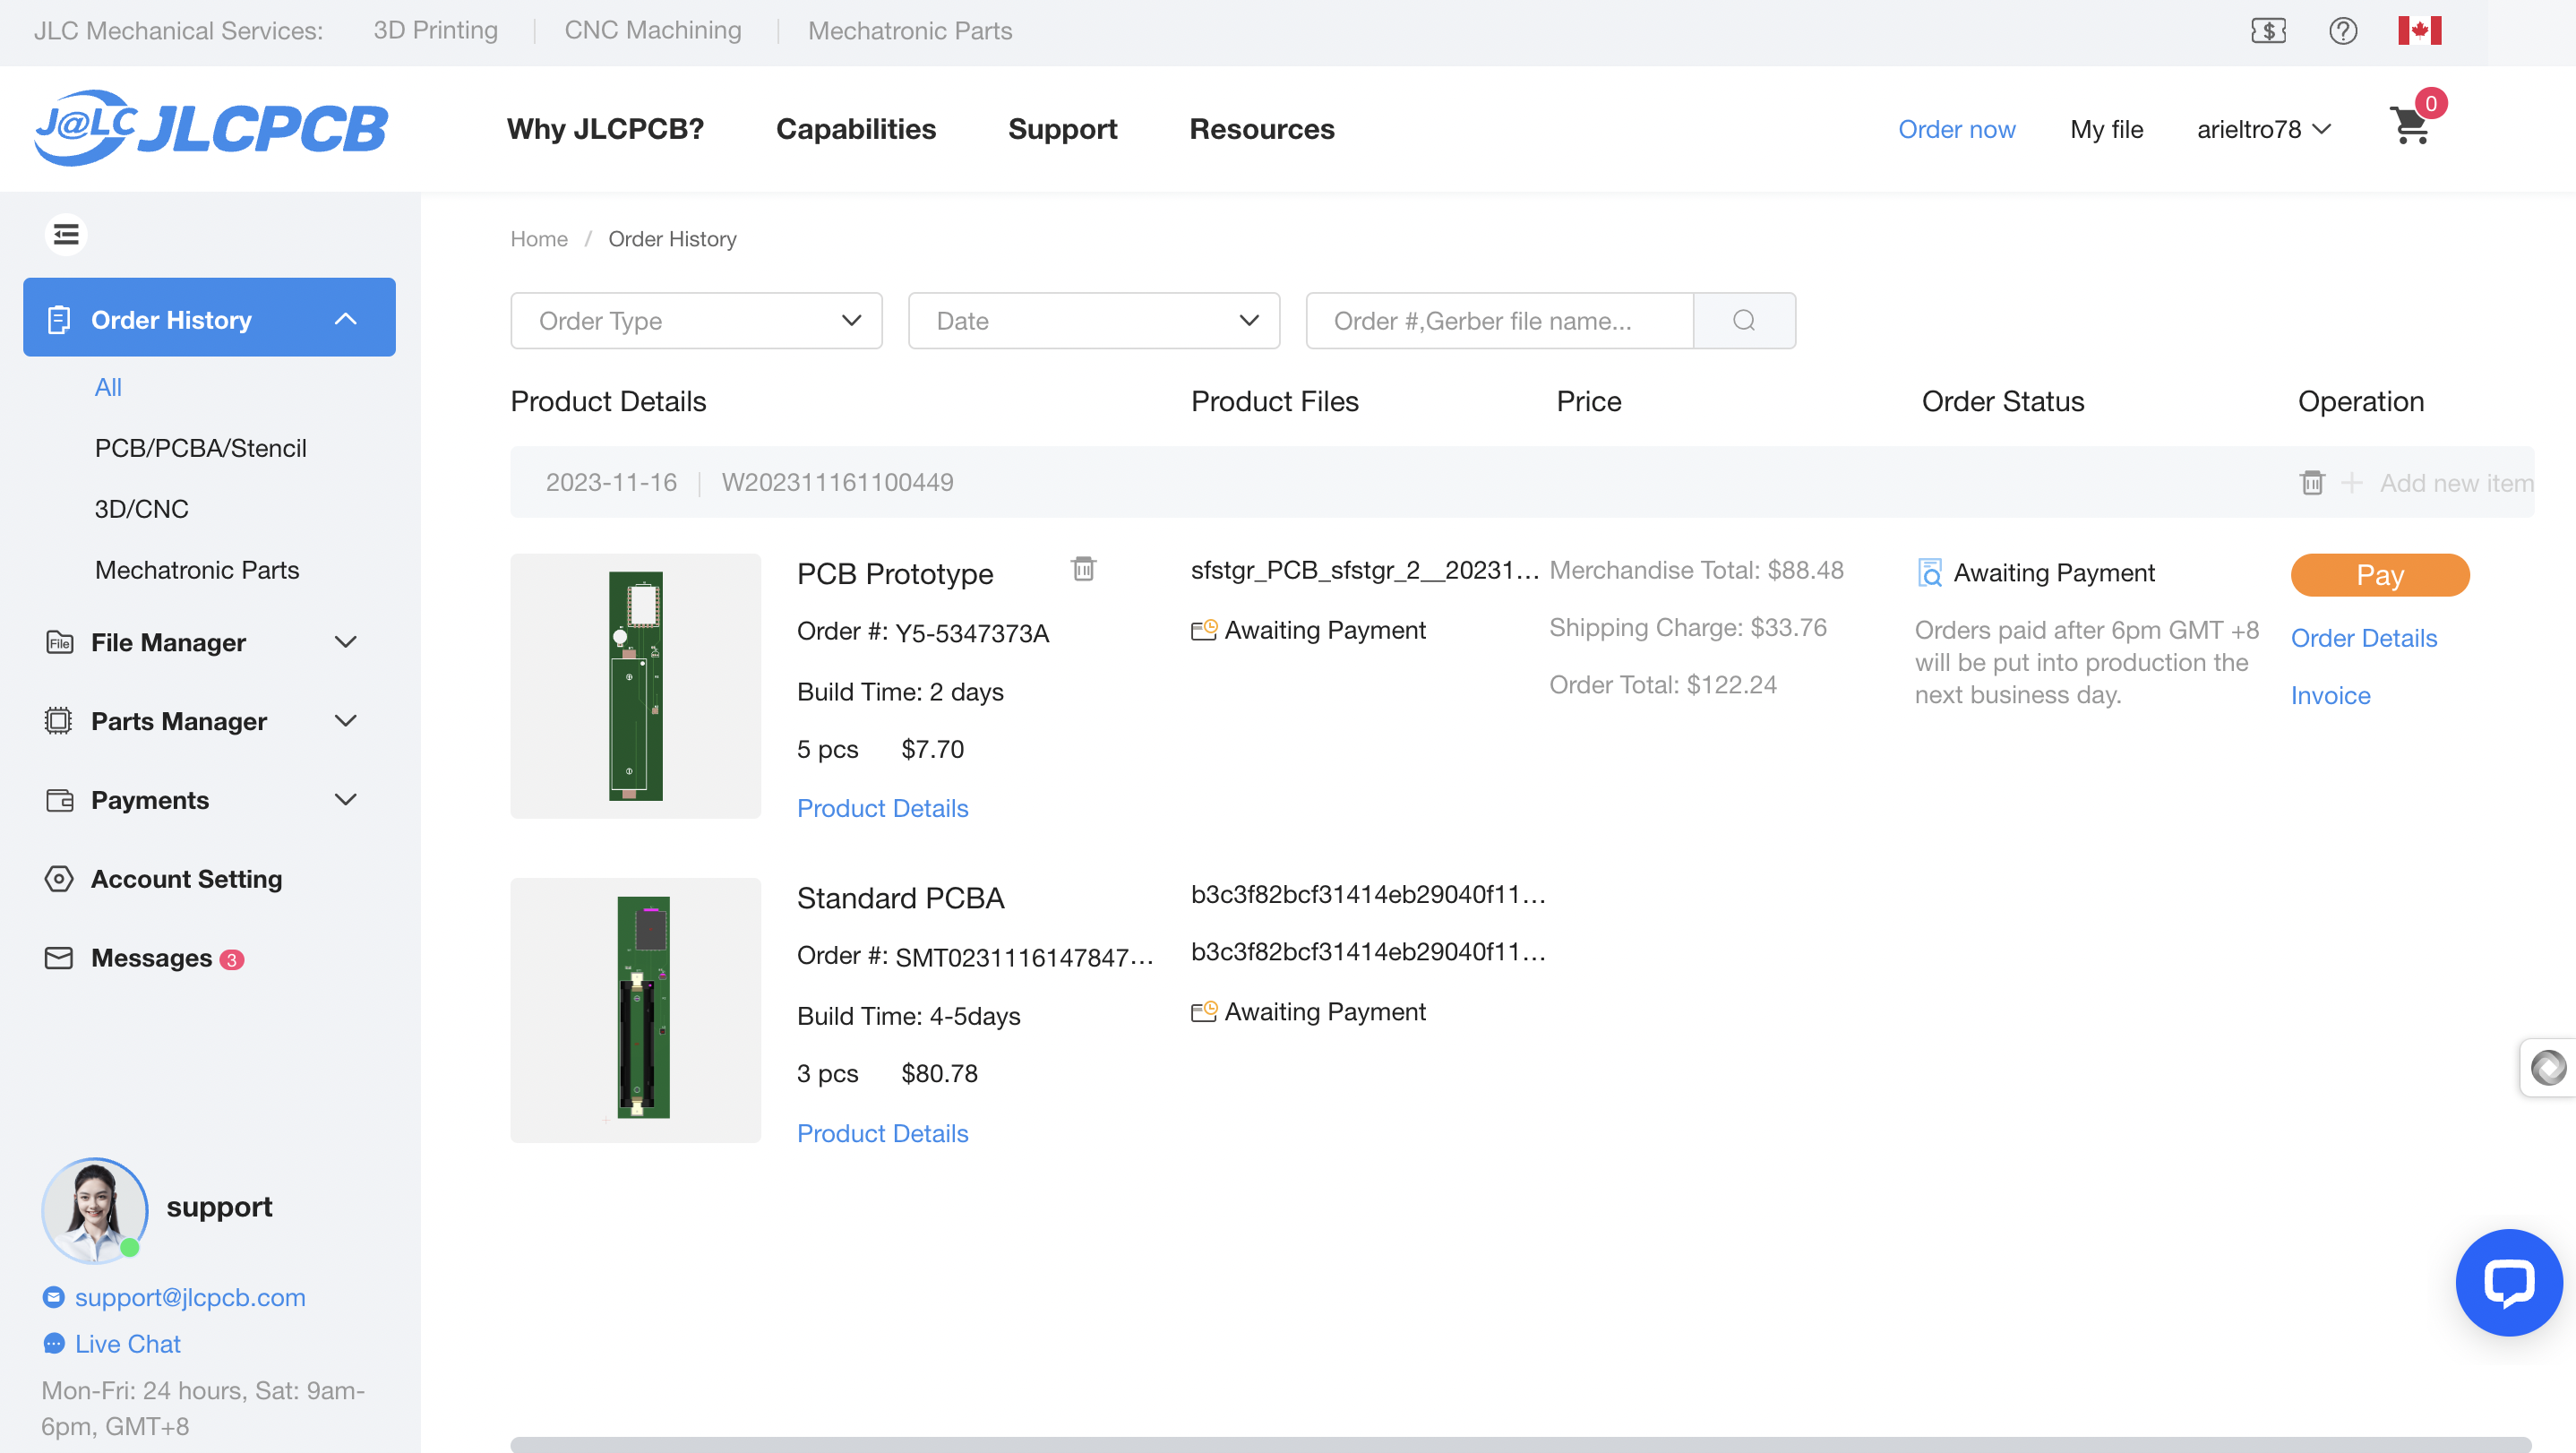 JLC Mechanical Services: 3D Printing CNC Machining Mechatronic Parts
J@LC JLCPCB
Why JLCPCB? Capabilities Support Resources
Order now My file arieltro78 0
Order History
All
PCB/PCBA/Stencil
3D/CNC
Mechatronic Parts
File
File Manager
Parts Manager
Payments
Account Setting
Messages 3
support
support@jlcpcb.com
Live Chat
Mon-Fri: 24 hours, Sat: 9am-
6pm, GMT+8
Home / Order History
Order Type Date Order #,Gerber file name...
Product Details Product Files Price Order Status Operation
2023-11-16 W202311161100449 Add new item
PCB Prototype
Order #: Y5-5347373A
Build Time: 2 days
5 pcs $7.70
Product Details
sfstgr_PCB_sfstgr_2__20231...
Awaiting Payment
Merchandise Total: $88.48
Shipping Charge: $33.76
Order Total: $122.24
Awaiting Payment
Orders paid after 6pm GMT +8
will be put into production the
next business day.
Pay
Order Details
Invoice
Standard PCBA
Order #: SMT0231116147847...
Build Time: 4-5days
3 pcs $80.78
Product Details
b3c3f82bcf31414eb29040f11...
b3c3f82bcf31414eb29040f11...
Awaiting Payment